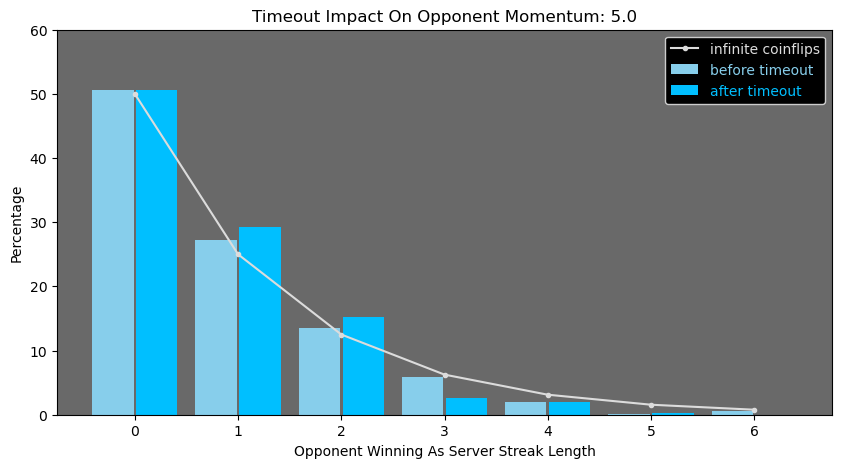 Timeout Impact On Opponent Momentum: 5.0
60
50
40
30
20
10
0
Percentage
infinite coinflips
before timeout
after timeout
0 1 2 3 4 5 6
Opponent Winning As Server Streak Length